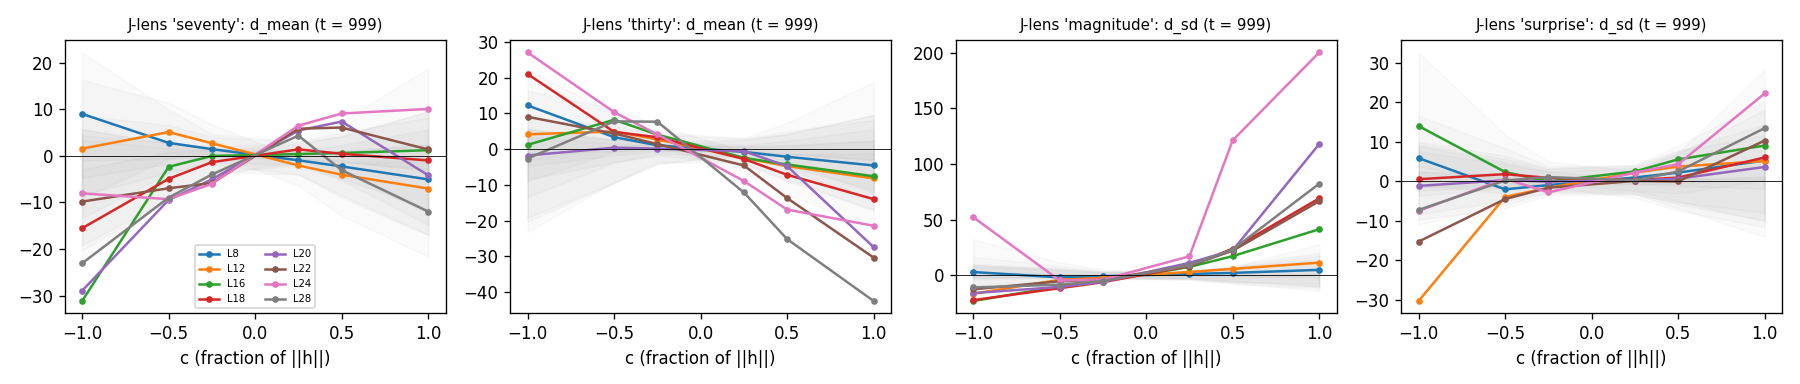 J-lens 'seventy': d_mean (t = 999)
20
10
0
−10
−20
−30
L8 L20
L12 L22
L16 L24
L18 L28
−1.0 −0.5 0.0 0.5 1.0
c (fraction of ||h||)
J-lens 'thirty': d_mean (t = 999)
30
20
10
0
−10
−20
−30
−40
−1.0 −0.5 0.0 0.5 1.0
c (fraction of ||h||)
J-lens 'magnitude': d_sd (t = 999)
200
150
100
50
0
−1.0 −0.5 0.0 0.5 1.0
c (fraction of ||h||)
J-lens 'surprise': d_sd (t = 999)
30
20
10
0
−10
−20
−30
−1.0 −0.5 0.0 0.5 1.0
c (fraction of ||h||)